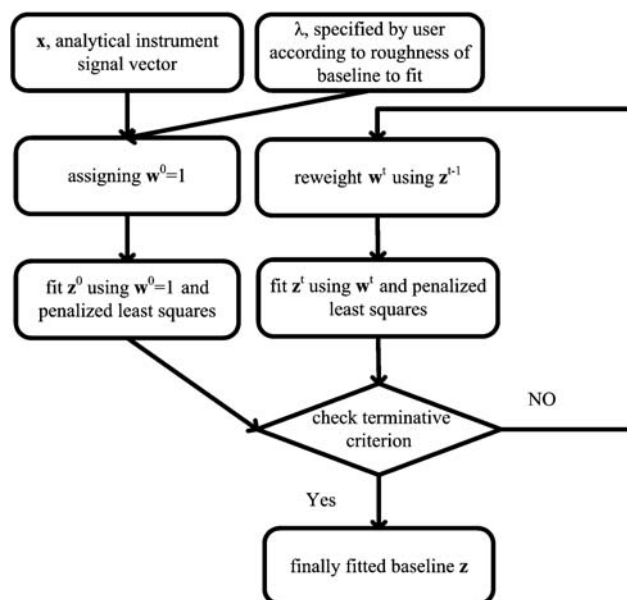 x, analytical instrument
signal vector
λ, specified by user
according to roughness of
baseline to fit
assigning w⁰=1
reweight wᵗ using zᵗ⁻¹
fit z⁰ using w⁰=1 and
penalized least squares
fit zᵗ using wᵗ and penalized
least squares
check terminative
criterion
NO
Yes
finally fitted baseline z